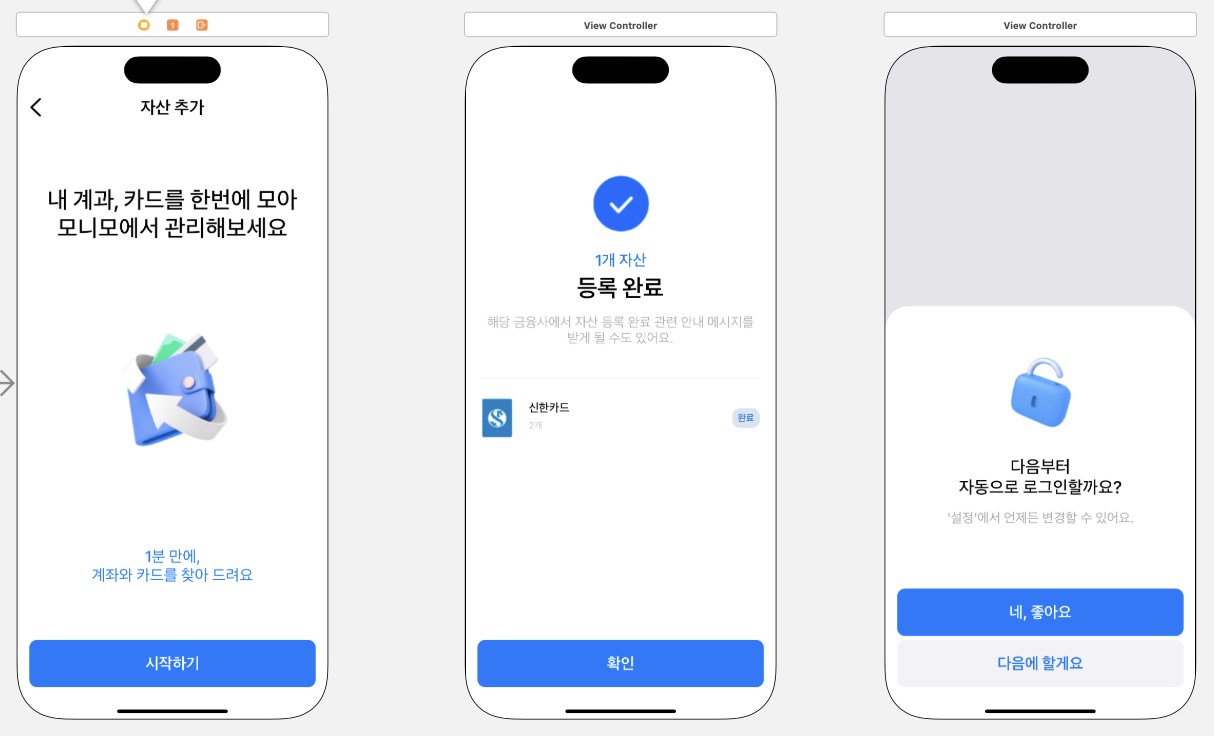 1
View Controller
View Controller
자산 추가
내 계과, 카드를 한번에 모아
모니모에서 관리해보세요
1분 만에,
계좌와 카드를 찾아 드려요
시작하기
1개 자산
등록 완료
해당 금융사에서 자산 등록 완료 관련 안내 메시지를
받게 될 수도 있어요.
신한카드
2개
완료
확인
다음부터
자동으로 로그인할까요?
'설정'에서 언제든 변경할 수 있어요.
네, 좋아요
다음에 할게요